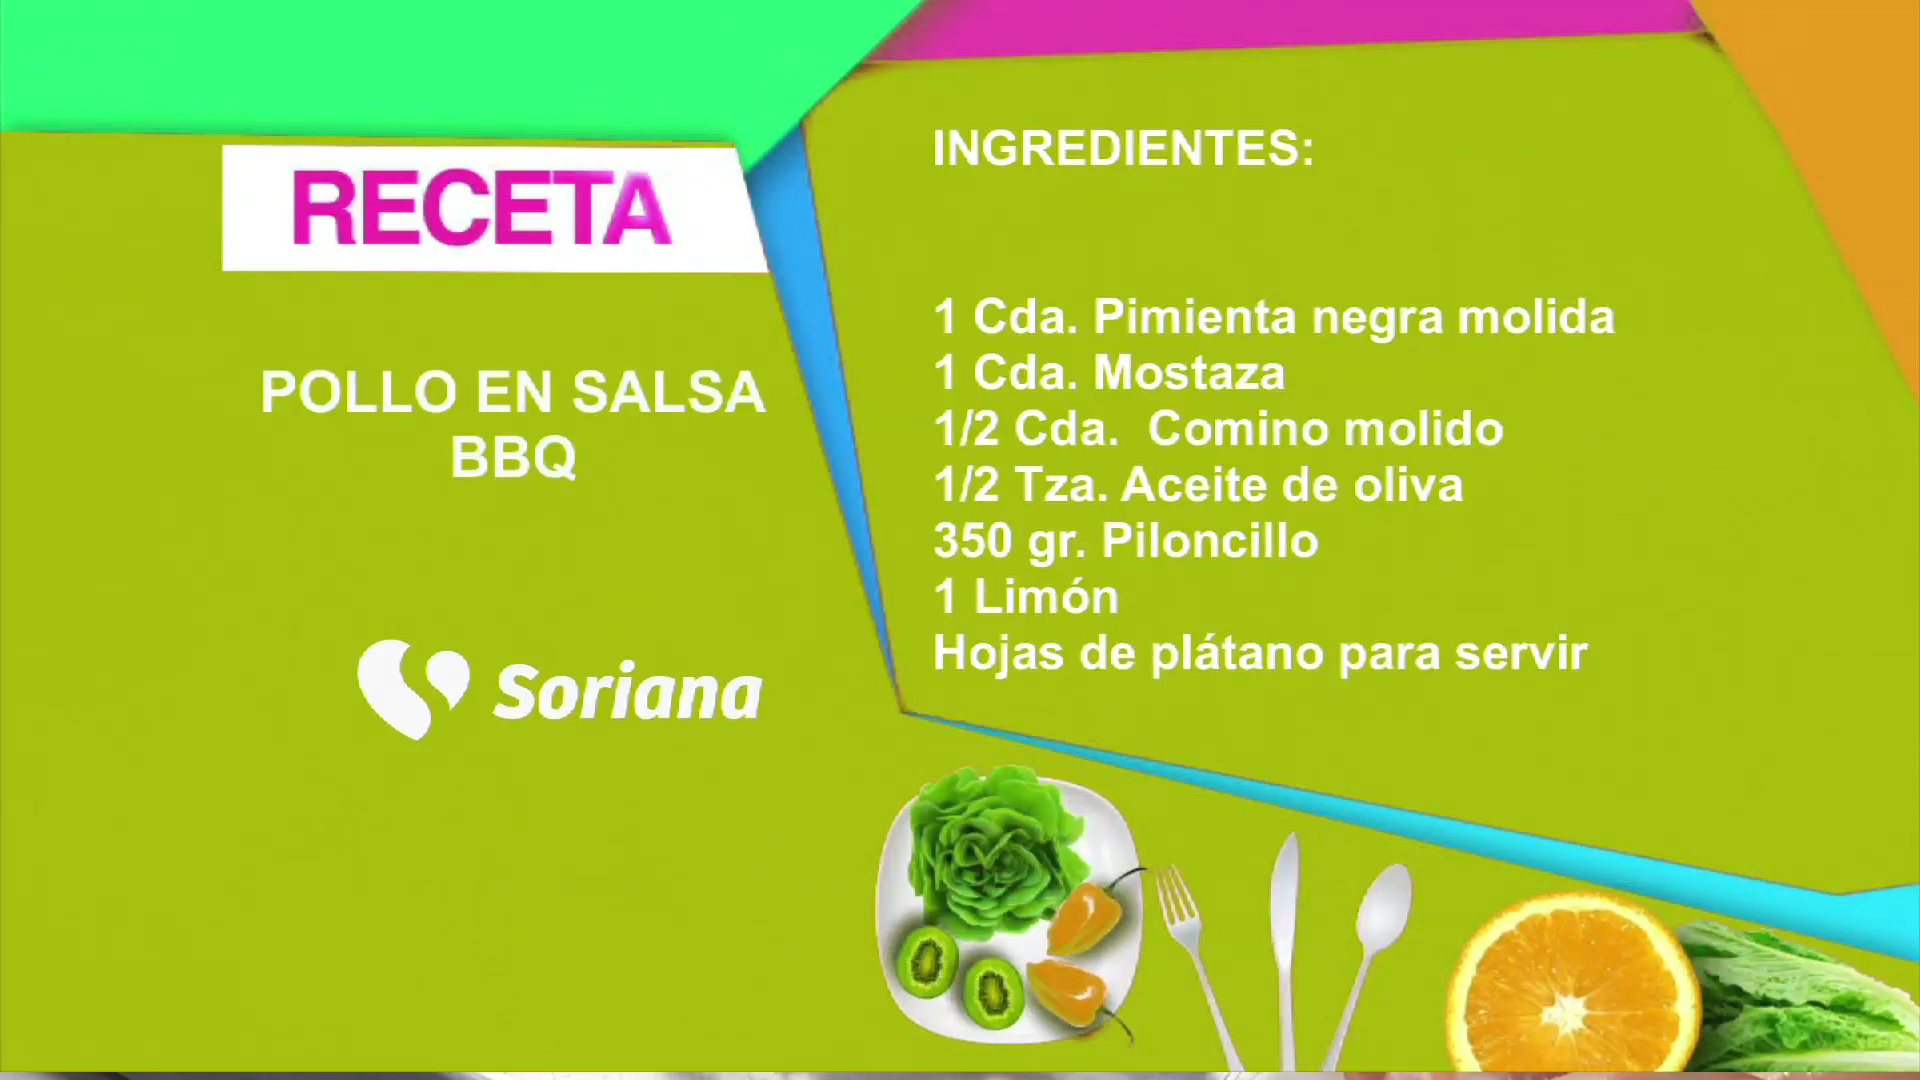 RECETA
POLLO EN SALSA
BBQ
Soriana
INGREDIENTES:
1 Cda. Pimienta negra molida
1 Cda. Mostaza
1/2 Cda.  Comino molido
1/2 Tza. Aceite de oliva
350 gr. Piloncillo
1 Limón
Hojas de plátano para servir